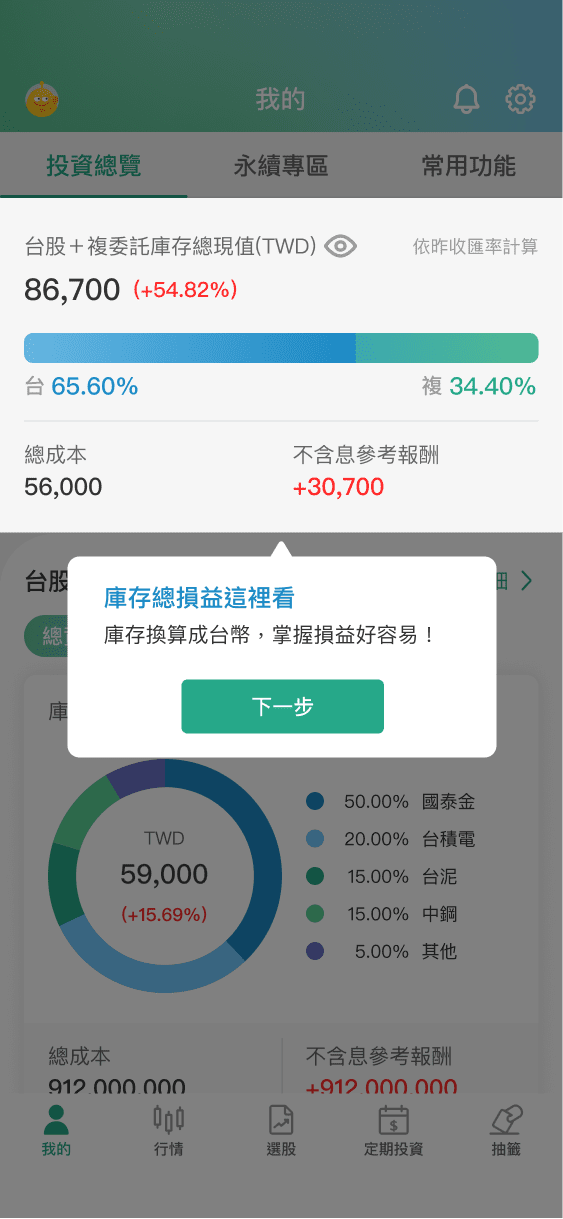 我的
投資總覽 永續專區 常用功能
台股＋複委託庫存總現值(TWD) 依昨收匯率計算
86,700 (+54.82%)
台 65.60% 複 34.40%
總成本 不含息參考報酬
56,000 +30,700
台股
庫存總損益這裡看
庫存換算成台幣，掌握損益好容易！
下一步
庫
TWD
59,000
(+15.69%)
50.00% 國泰金
20.00% 台積電
15.00% 台泥
15.00% 中鋼
5.00% 其他
總成本 不含息參考報酬
912,000,000 +912,000,000
我的 行情 選股 定期投資 抽籤